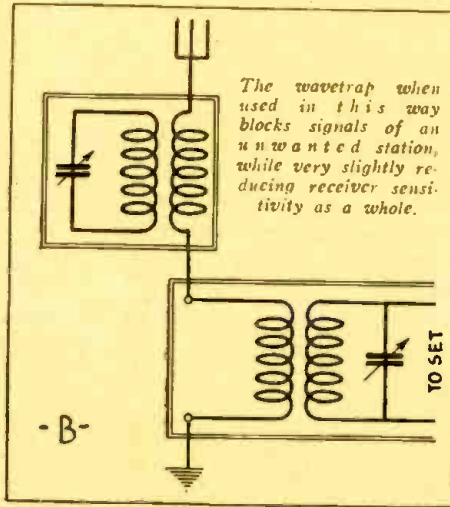 The wavetrap when
used in this way
blocks signals of an
unwanted station,
while very slightly re-
ducing receiver sensi-
tivity as a whole.
TO SET
-B-